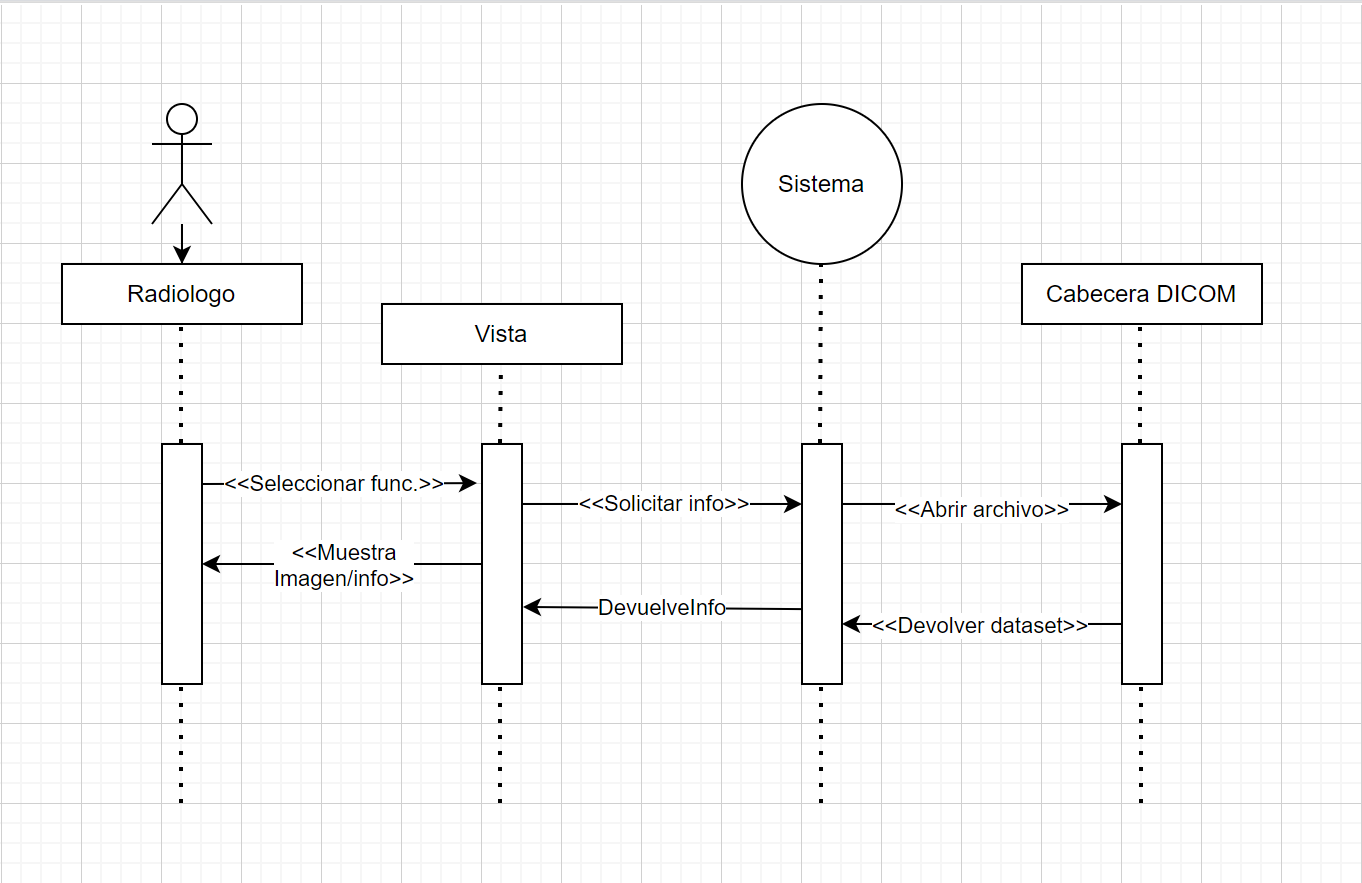 Sistema
Radiologo
Cabecera DICOM
Vista
<<Seleccionar func.>>
<<Solicitar info>>
<<Abrir archivo>>
<<Muestra
Imagen/info>>
DevuelveInfo
<<Devolver dataset>>